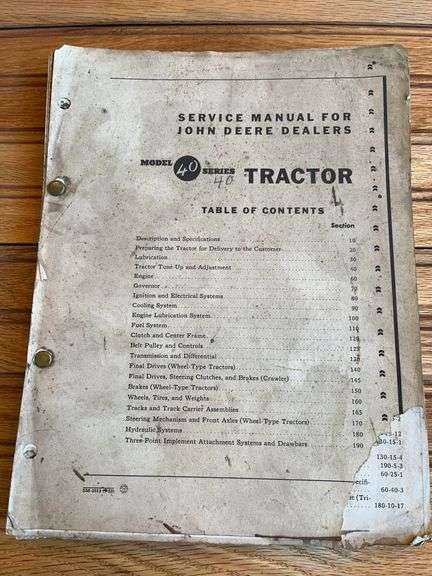 SERVICE MANUAL FOR
JOHN DEERE DEALERS
MODEL 40 SERIES TRACTOR
40
TABLE OF CONTENTS
Section
Description and Specifications 10
Preparing the Tractor for Delivery to the Customer 20
Lubrication 30
Tractor Tune-Up and Adjustment 40
Engine 60
Governor 70
Ignition and Electrical Systems 80
Cooling System 90
Engine Lubrication System 100
Fuel System 110
Clutch and Center Frame 120
Belt Pulley and Controls 125
Transmission and Differential
Final Drives (Wheel-Type Tractors) 140
Final Drives, Steering Clutches, and Brakes (Crawler) 145
Brakes (Wheel-Type Tractors) 150
Wheels, Tires, and Weights 160
Tracks and Track Carrier Assemblies 165
Steering Mechanism and Front Axles (Wheel-Type Tractors) 170
Hydraulic Systems 180
Three-Point Implement Attachment Systems and Drawbars 190
130-15-4
190-5-3
60-25-1
60-40-3
180-10-17